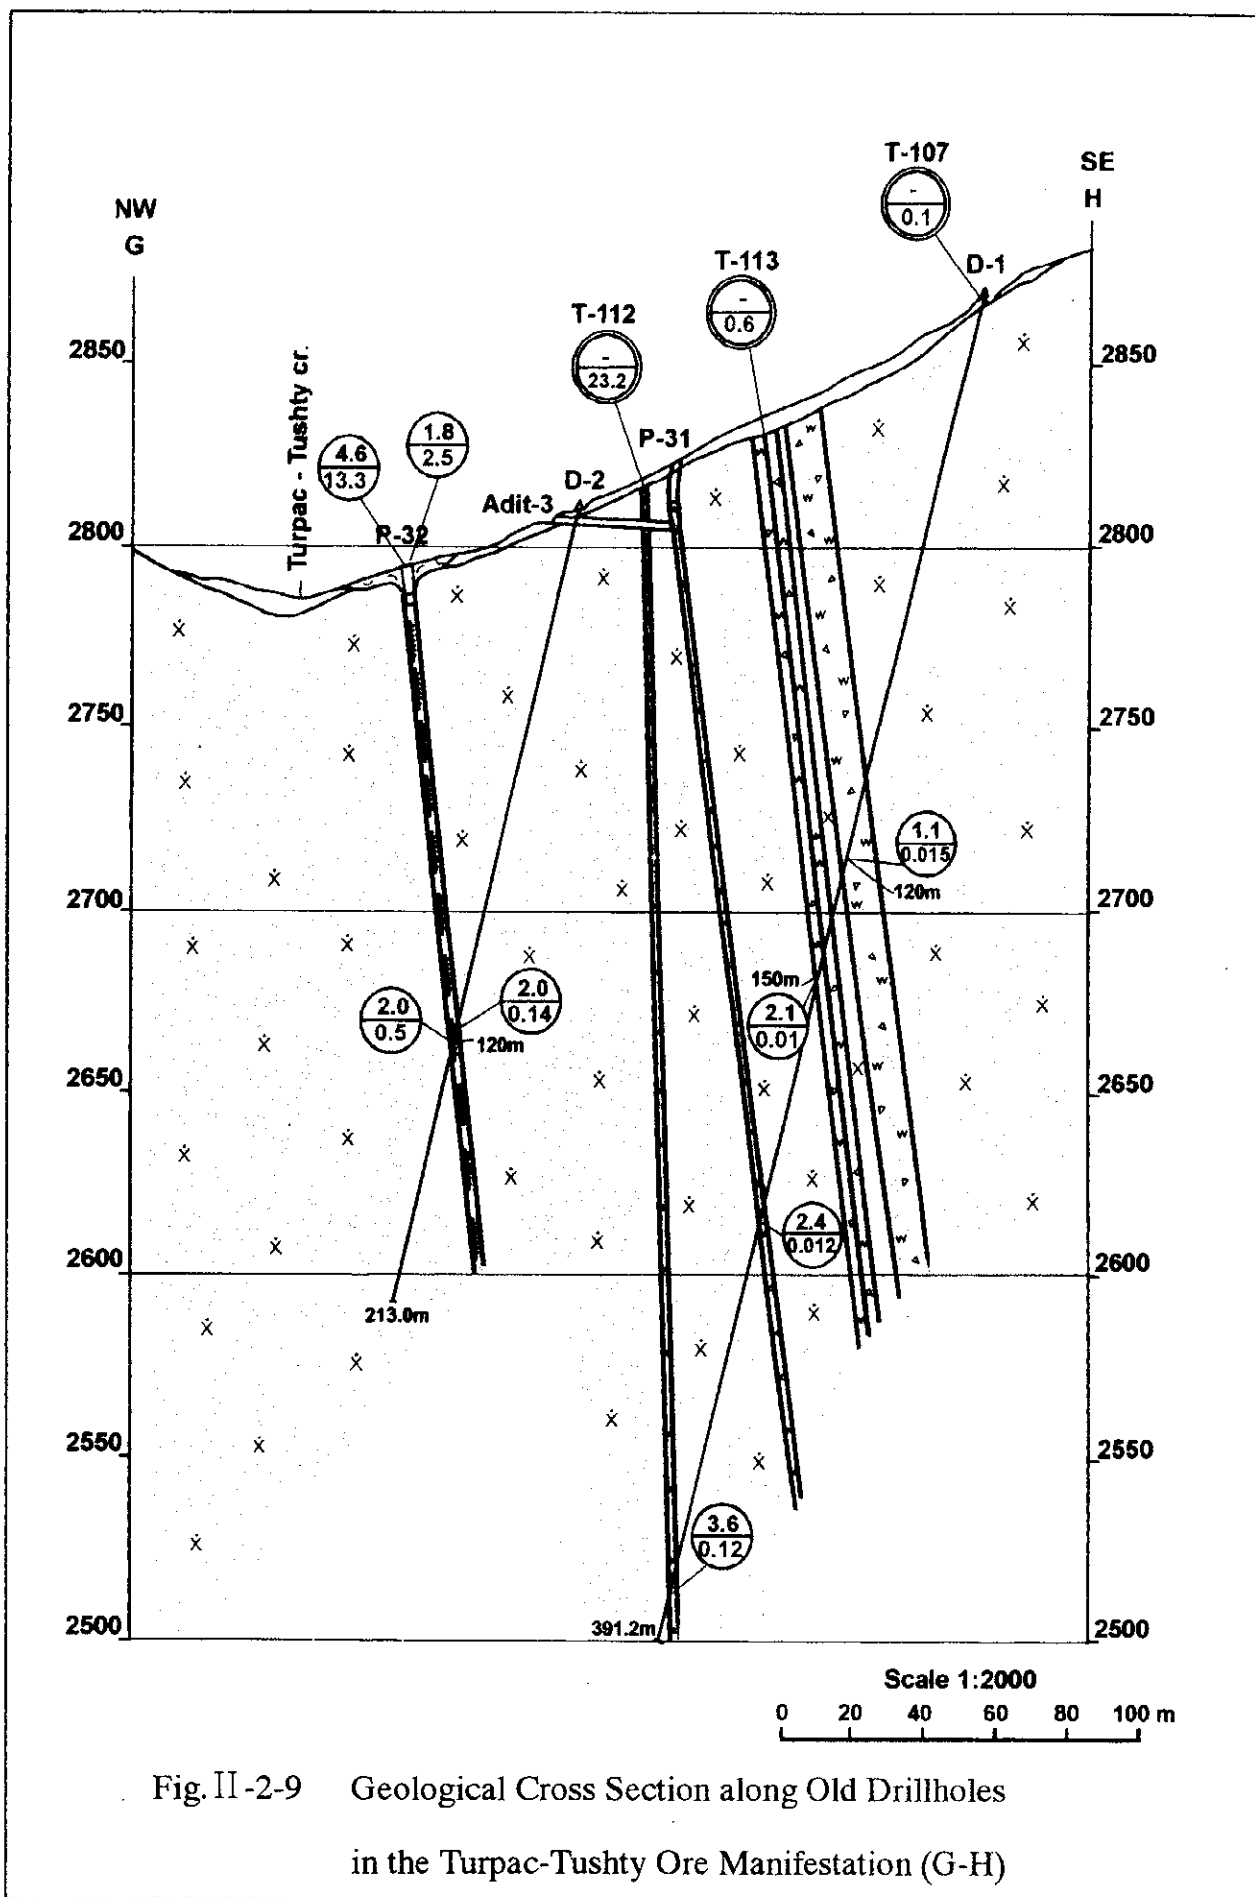 T-107
-
0.1
SE
H
NW
G
D-1
T-113
-
0.6
T-112
-
23.2
2850
2850
Turpac - Tushty cr.
1.8
2.5
4.6
13.3
P-31
D-2
Adit-3
P-32
2800
2800
2750
2750
1.1
0.015
120m
2700
2700
150m
2.1
0.01
2.0
0.5
2.0
0.14
120m
2650
2650
2.4
0.012
2600
2600
213.0m
2550
2550
3.6
0.12
2500
391.2m
2500
Scale 1:2000
0 20 40 60 80 100 m
Fig. II-2-9 Geological Cross Section along Old Drillholes
in the Turpac-Tushty Ore Manifestation (G-H)